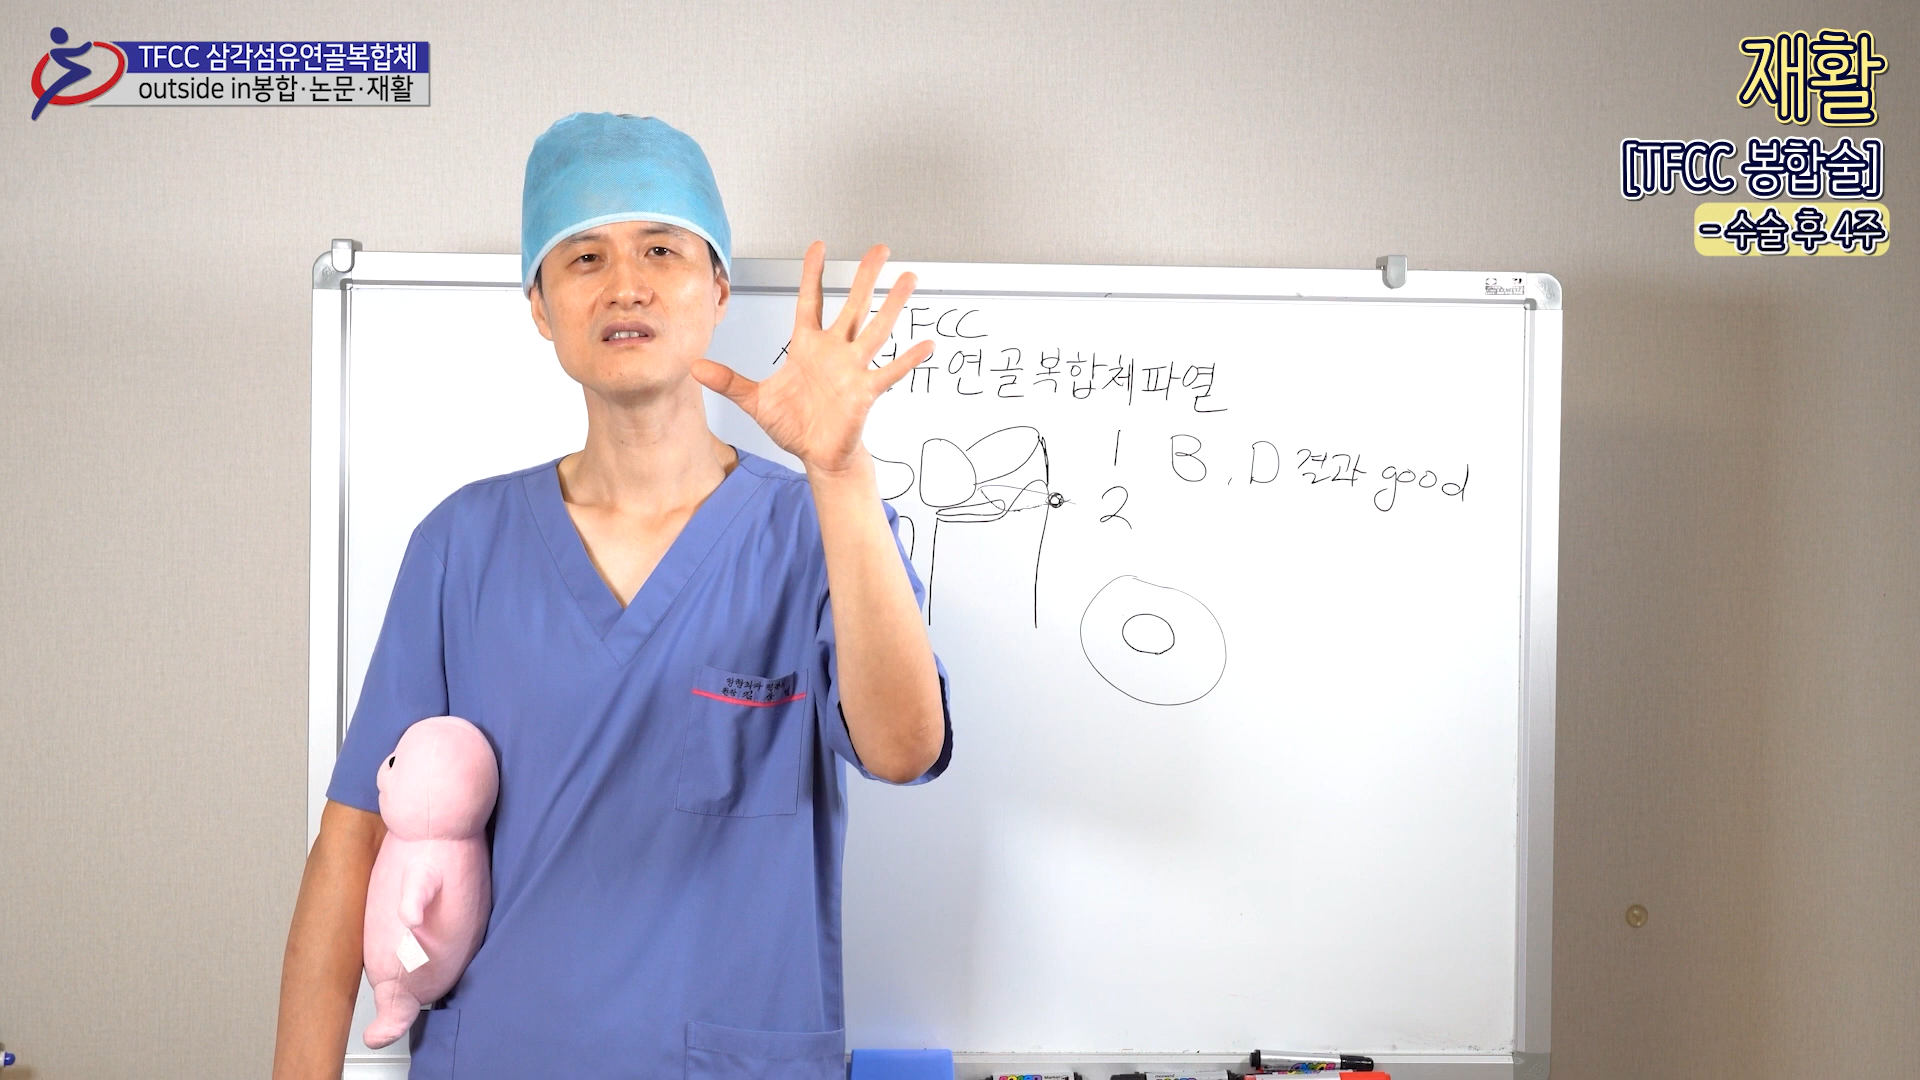 TFCC 삼각섬유연골복합체
outside in봉합·논문·재활
재활
[TFCC 봉합술]
- 수술 후 4주
TFCC
유연골복합체파열
1 B, D 결과 good
2